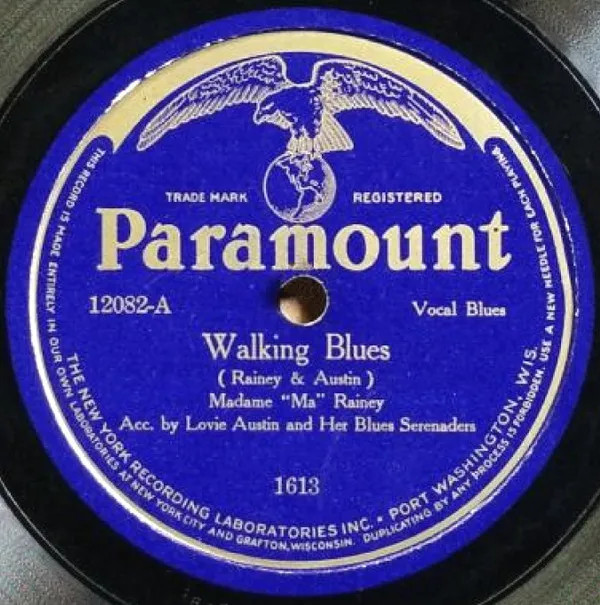 TRADE MARK REGISTERED
Paramount
12082-A Vocal Blues
Walking Blues
( Rainey & Austin )
Madame "Ma" Rainey
Acc. by Lovie Austin and Her Blues Serenaders
1613
THIS RECORD IS MADE ENTIRELY IN OUR OWN LABORATORIES AT NEW YORK CITY AND GRAFTON, WISCONSIN. DUPLICATING BY ANY PROCESS IS FORBIDDEN. USE A NEW NEEDLE FOR EACH PLAYING.
THE NEW YORK RECORDING LABORATORIES INC. • PORT WASHINGTON, WIS.